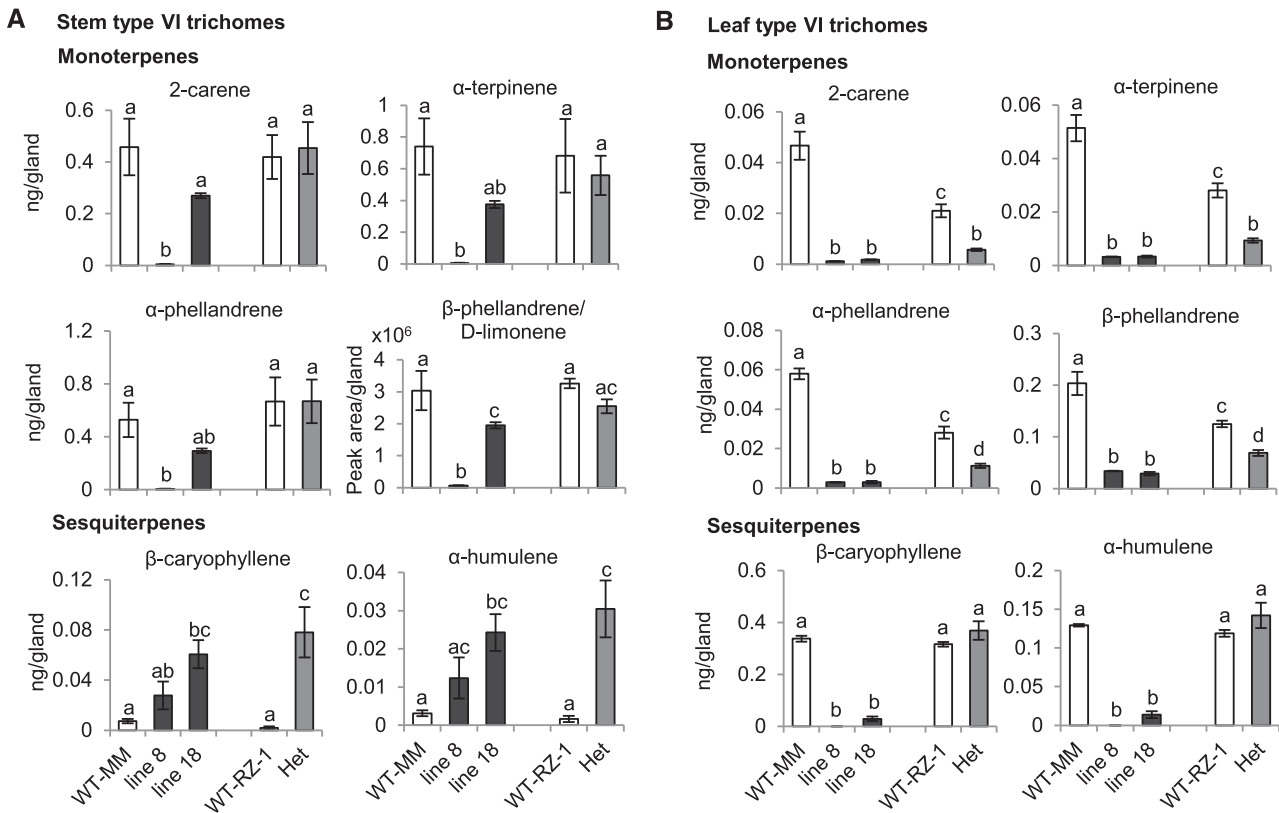 A Stem type VI trichomes
Monoterpenes
2-carene
ng/gland
0.6
0.4
0.2
0
a
b
a
a
a
α-terpinene
1
0.8
0.6
0.4
0.2
0
a
b
ab
a
a
α-phellandrene
ng/gland
1.2
0.8
0.4
0
a
b
ab
a
a
β-phellandrene/
D-limonene
x10⁶
Peak area/gland
4
3
2
1
0
a
b
c
a
ac
Sesquiterpenes
β-caryophyllene
ng/gland
0.12
0.08
0.04
0
a
ab
bc
a
c
WT-MM
line 8
line 18
WT-RZ-1
Het
α-humulene
0.04
0.03
0.02
0.01
0
a
ac
bc
a
c
WT-MM
line 8
line 18
WT-RZ-1
Het
B Leaf type VI trichomes
Monoterpenes
2-carene
ng/gland
0.06
0.04
0.02
0
a
b
b
c
b
α-terpinene
0.06
0.04
0.02
0
a
b
b
c
b
α-phellandrene
ng/gland
0.08
0.06
0.04
0.02
0
a
b
b
c
d
β-phellandrene
0.3
0.2
0.1
0
a
b
b
c
d
Sesquiterpenes
β-caryophyllene
ng/gland
0.6
0.4
0.2
0
a
b
b
a
a
WT-MM
line 8
line 18
WT-RZ-1
Het
α-humulene
0.2
0.15
0.1
0.05
0
a
b
b
a
a
WT-MM
line 8
line 18
WT-RZ-1
Het